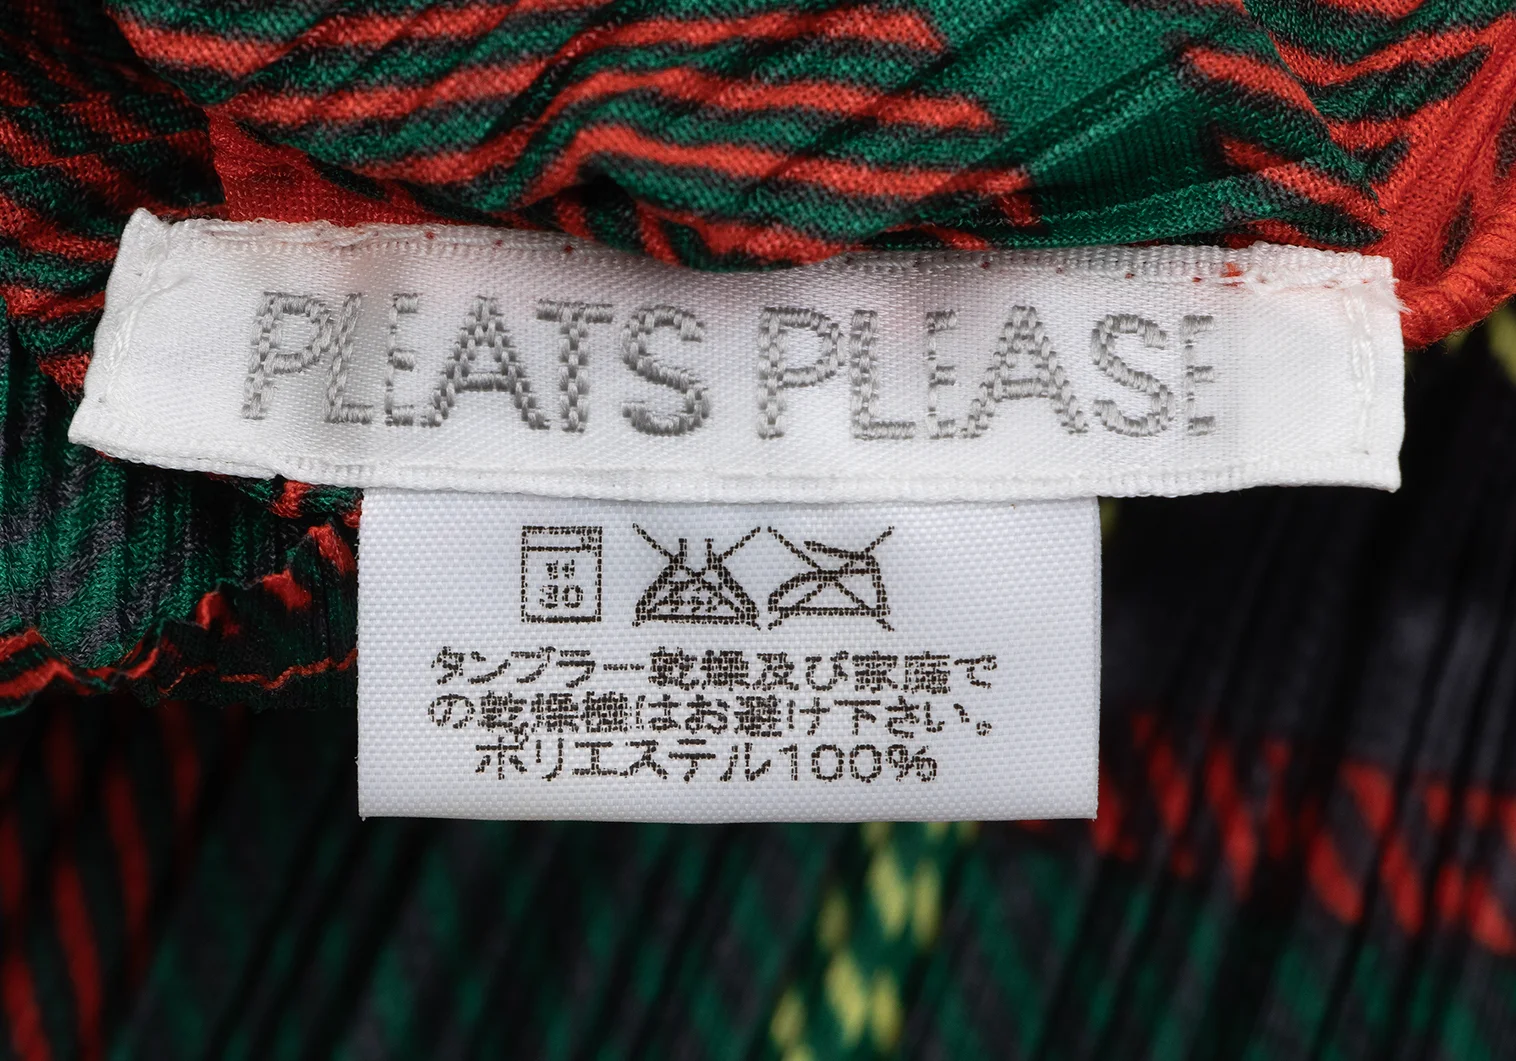 PLEATS PLEASE
タンブラー乾燥及び家庭で
の乾燥機はお避け下さい。
ポリエステル100%